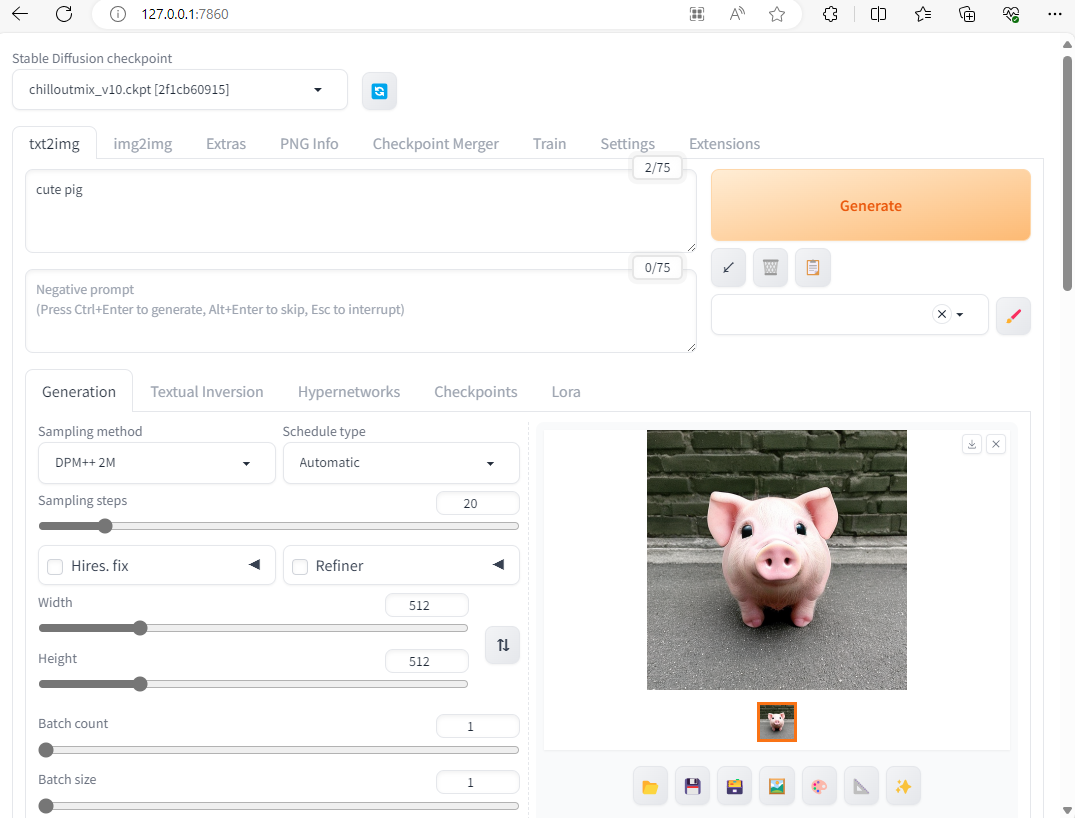 127.0.0.1:7860
Stable Diffusion checkpoint
chilloutmix_v10.ckpt [2f1cb60915]
txt2img img2img Extras PNG Info Checkpoint Merger Train Settings Extensions
2/75
cute pig
Generate
0/75
Negative prompt
(Press Ctrl+Enter to generate, Alt+Enter to skip, Esc to interrupt)
Generation Textual Inversion Hypernetworks Checkpoints Lora
Sampling method Schedule type
DPM++ 2M Automatic
Sampling steps 20
Hires. fix Refiner
Width 512
Height 512
Batch count 1
Batch size 1